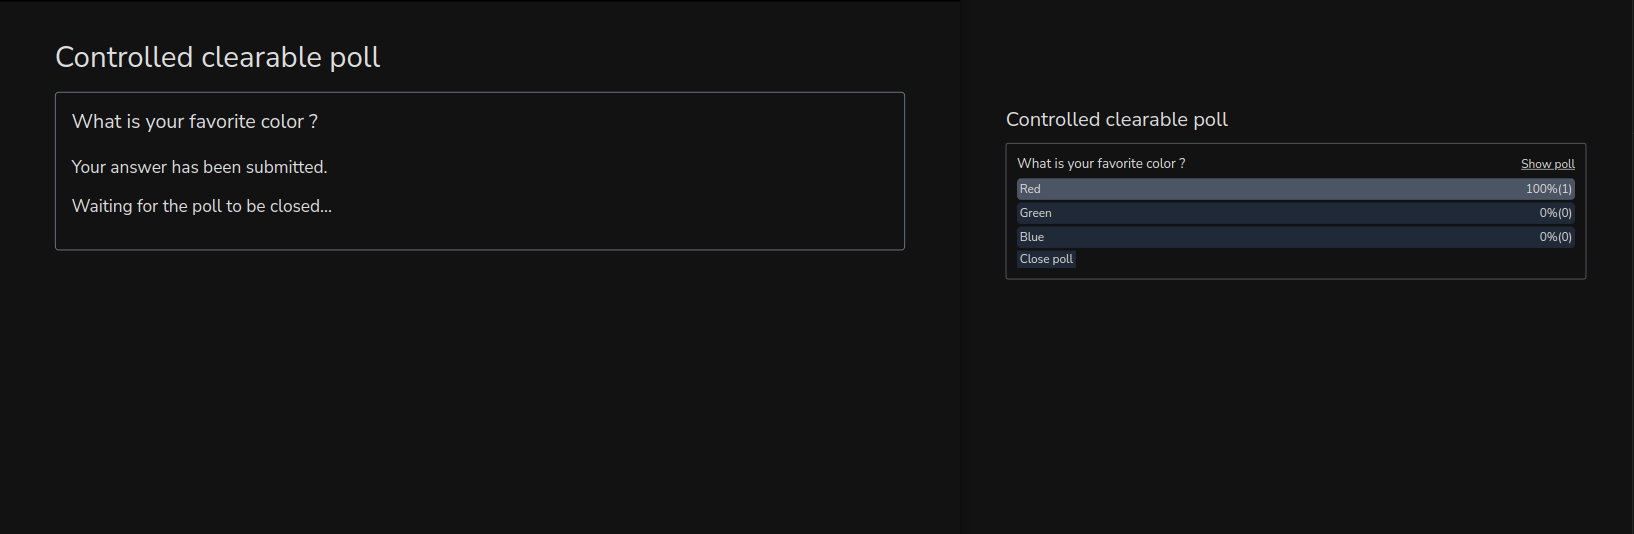 Controlled clearable poll
What is your favorite color ?
Your answer has been submitted.
Waiting for the poll to be closed...
Controlled clearable poll
What is your favorite color ? Show poll
Red 100%(1)
Green 0%(0)
Blue 0%(0)
Close poll